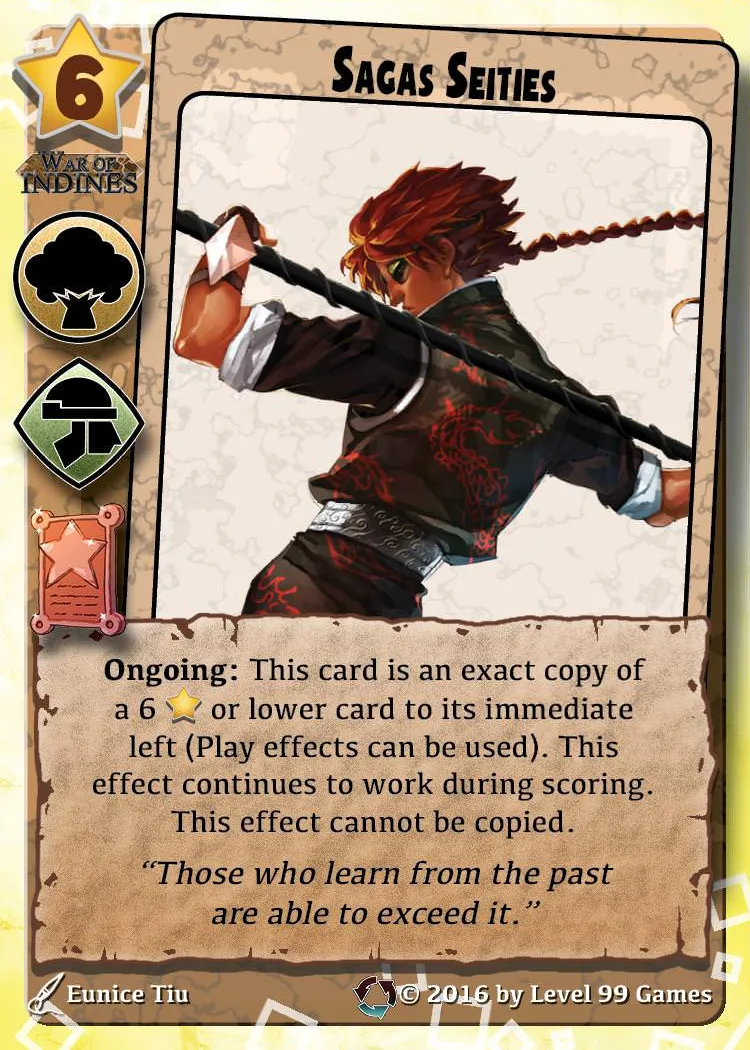 6
SAGAS SEITIES
WAR OF
INDINES
Ongoing: This card is an exact copy of
a 6 or lower card to its immediate
left (Play effects can be used). This
effect continues to work during scoring.
This effect cannot be copied.
“Those who learn from the past
are able to exceed it.”
Eunice Tiu
© 2016 by Level 99 Games